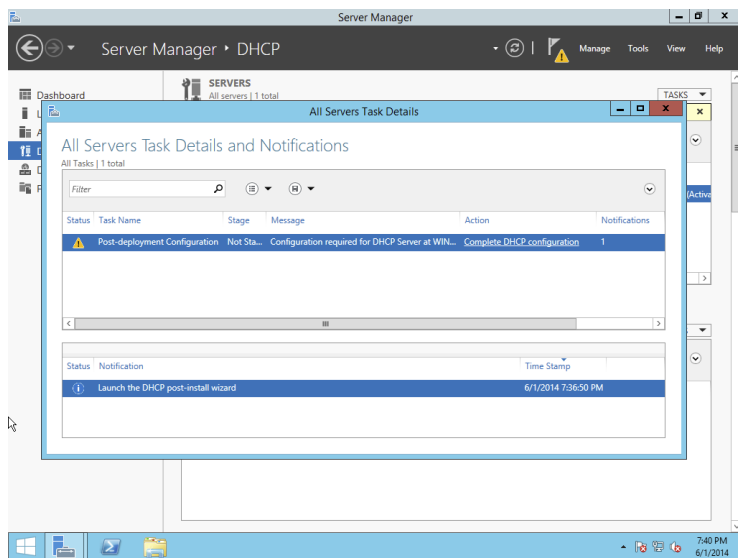 Server Manager
Server Manager ‣ DHCP
Manage Tools View Help
Dashboard
SERVERS
All servers | 1 total
TASKS
All Servers Task Details
All Servers Task Details and Notifications
All Tasks | 1 total
Filter
Status Task Name Stage Message Action Notifications
Post-deployment Configuration Not Sta... Configuration required for DHCP Server at WIN... Complete DHCP configuration 1
(Activa
Status Notification Time Stamp
Launch the DHCP post-install wizard 6/1/2014 7:36:50 PM
7:40 PM
6/1/2014